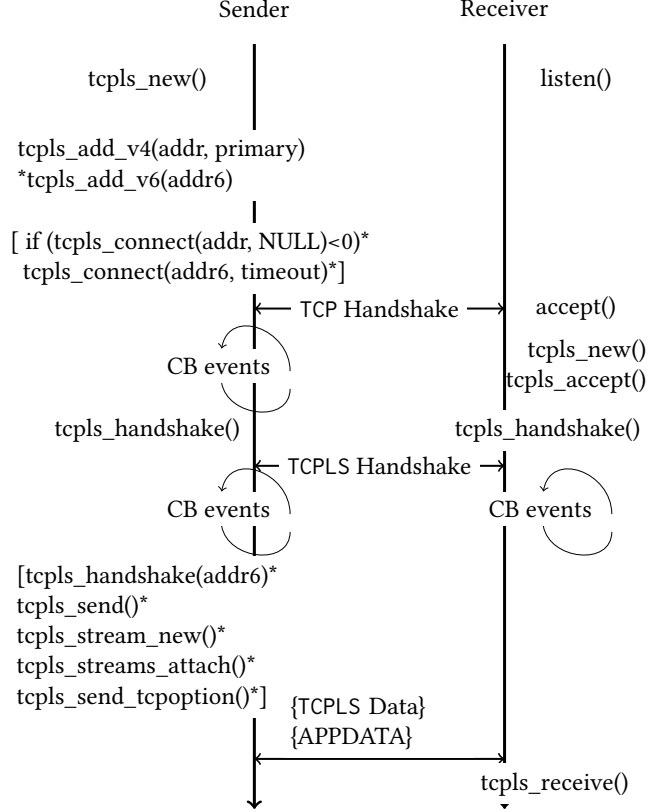 Sender Receiver
tcpls_new() listen()
tcpls_add_v4(addr, primary)
*tcpls_add_v6(addr6)
[ if (tcpls_connect(addr, NULL)<0)*
tcpls_connect(addr6, timeout)*]
TCP Handshake accept()
tcpls_new()
CB events
tcpls_accept()
tcpls_handshake() tcpls_handshake()
TCPLS Handshake
CB events CB events
[tcpls_handshake(addr6)*
tcpls_send()*
tcpls_stream_new()*
tcpls_streams_attach()*
tcpls_send_tcpoption()*]
{TCPLS Data}
{APPDATA}
tcpls_receive()